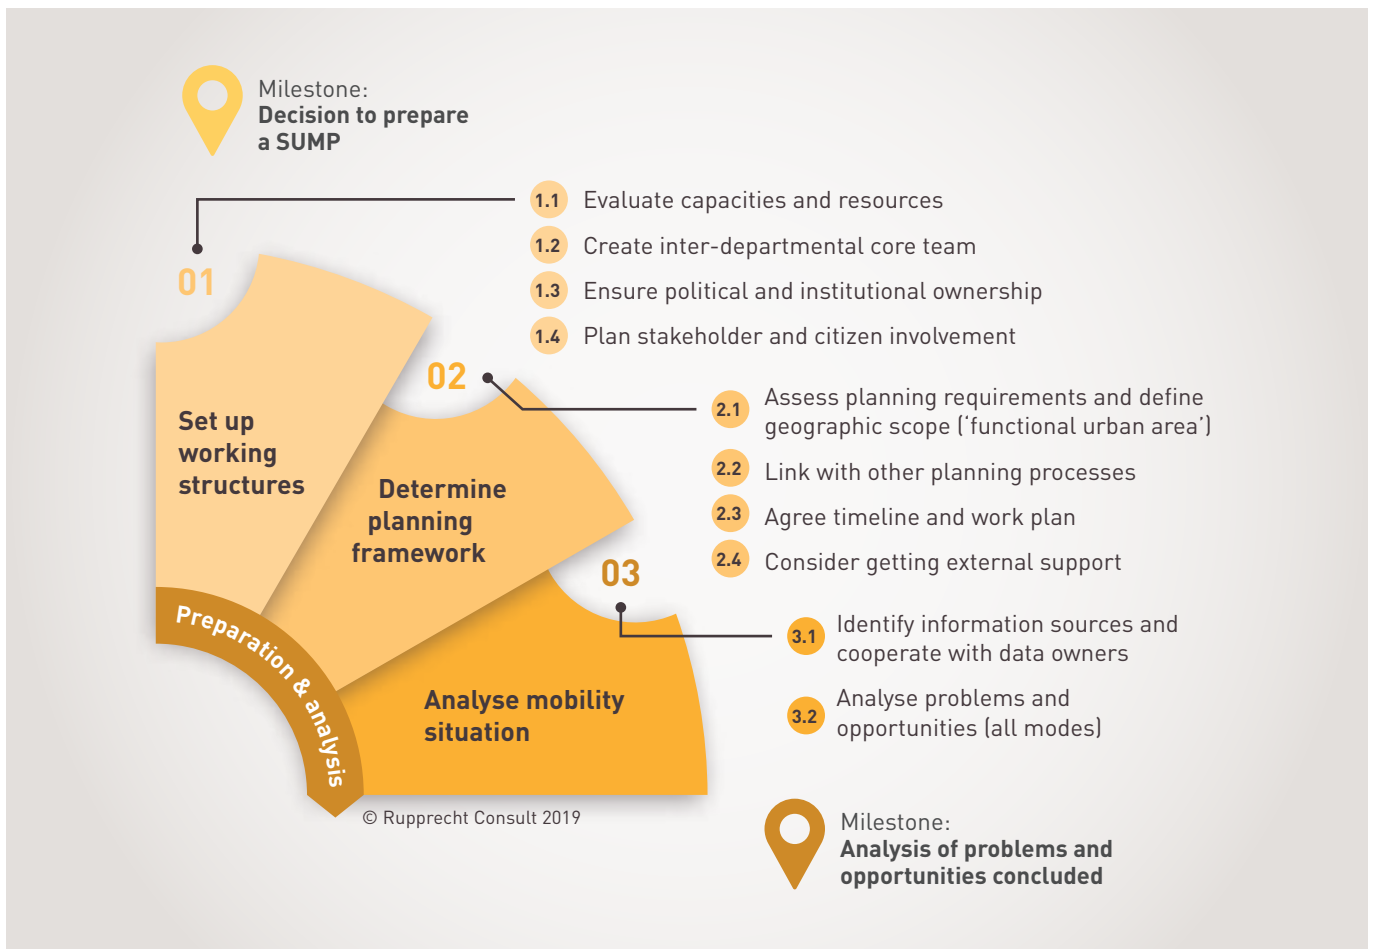 Milestone:
Decision to prepare
a SUMP
01
Set up
working
structures
1.1 Evaluate capacities and resources
1.2 Create inter-departmental core team
1.3 Ensure political and institutional ownership
1.4 Plan stakeholder and citizen involvement
02
Determine
planning
framework
2.1 Assess planning requirements and define
geographic scope (‘functional urban area’)
2.2 Link with other planning processes
2.3 Agree timeline and work plan
2.4 Consider getting external support
03
Analyse mobility
situation
3.1 Identify information sources and
cooperate with data owners
3.2 Analyse problems and
opportunities (all modes)
Preparation & analysis
© Rupprecht Consult 2019
Milestone:
Analysis of problems and
opportunities concluded